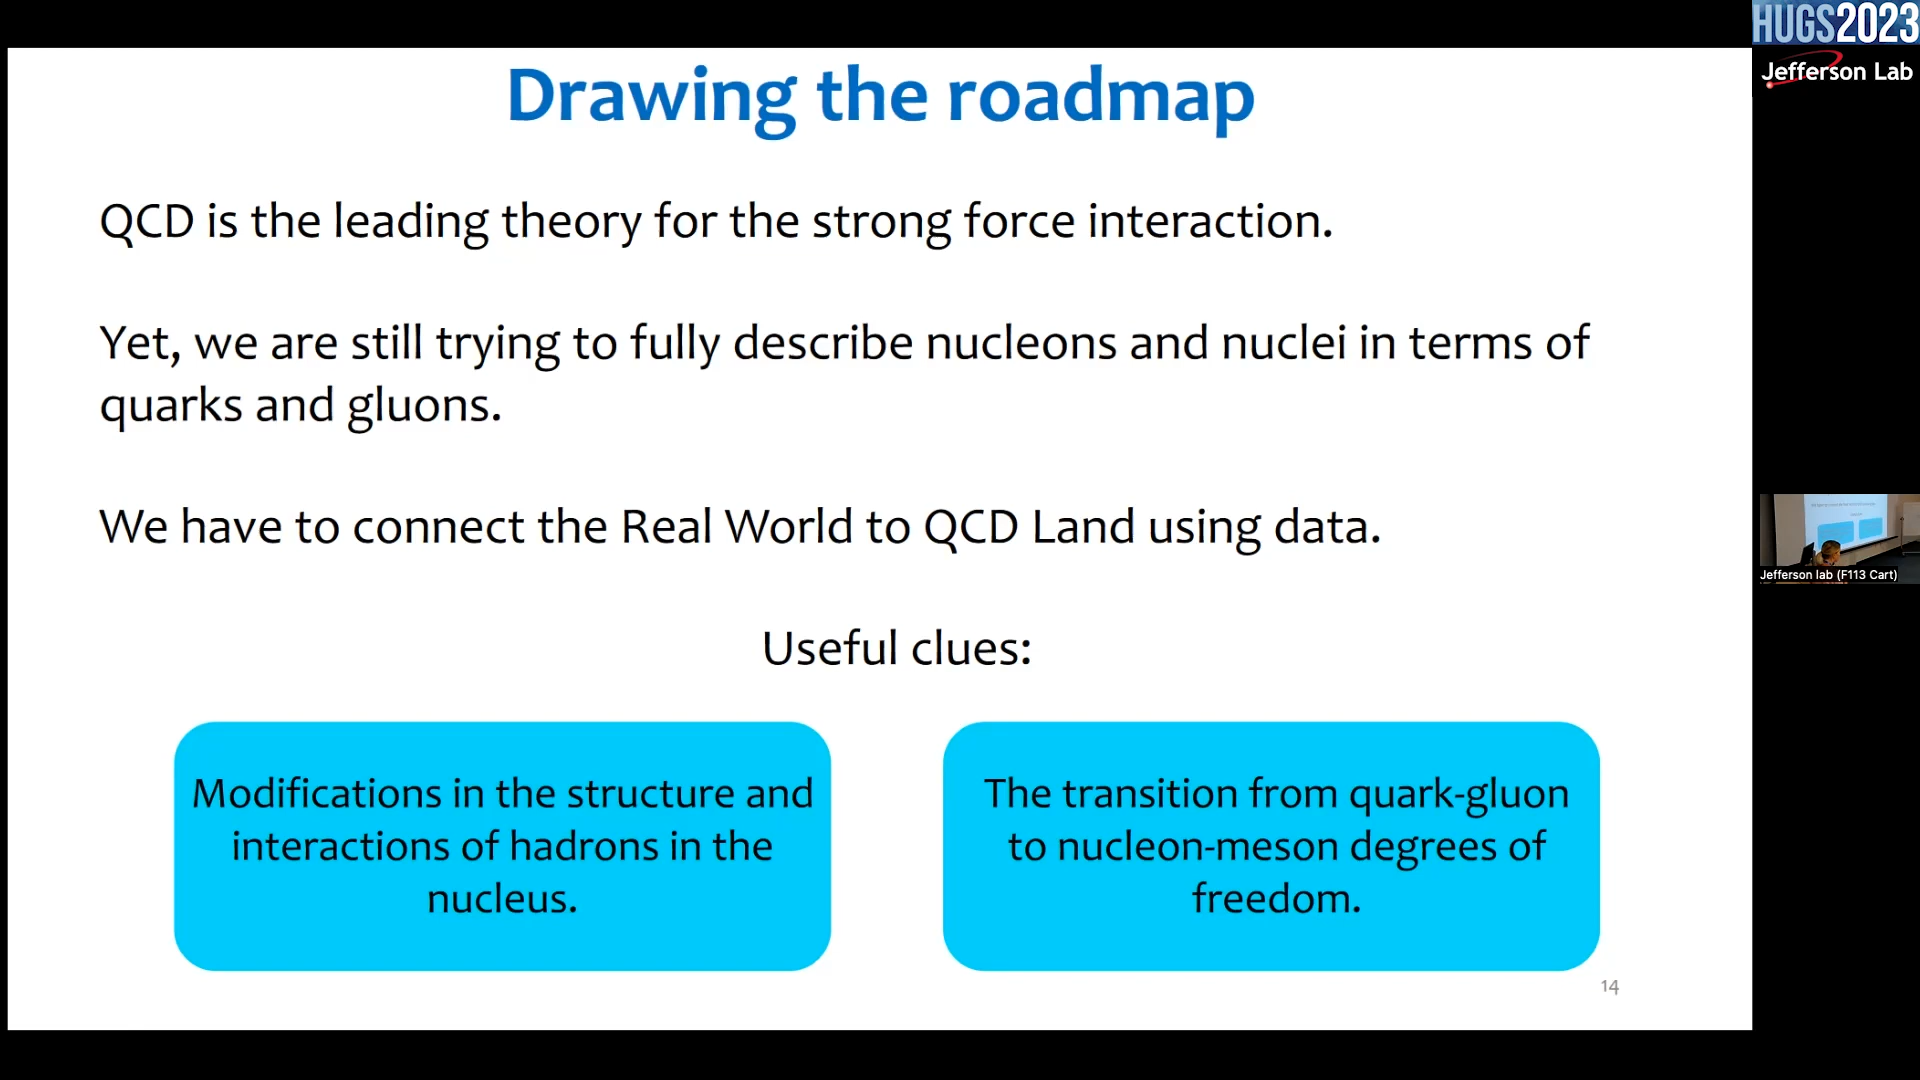 HUGS2023
Jefferson Lab
Drawing the roadmap
QCD is the leading theory for the strong force interaction.
Yet, we are still trying to fully describe nucleons and nuclei in terms of
quarks and gluons.
We have to connect the Real World to QCD Land using data.
Useful clues:
Modifications in the structure and
interactions of hadrons in the
nucleus.
The transition from quark-gluon
to nucleon-meson degrees of
freedom.
14
Jefferson lab (F113 Cart)